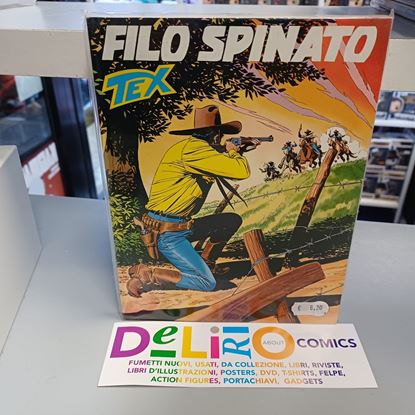 FILO SPINATO
TEX
€ 6,20
DELIRIO ABOUT COMICS
FUMETTI NUOVI, USATI, DA COLLEZIONE, LIBRI, RIVISTE,
LIBRI D'ILLUSTRAZIONI, POSTERS, DVD, T-SHIRTS, FELPE,
ACTION FIGURES, PORTACHIAVI, GADGETS